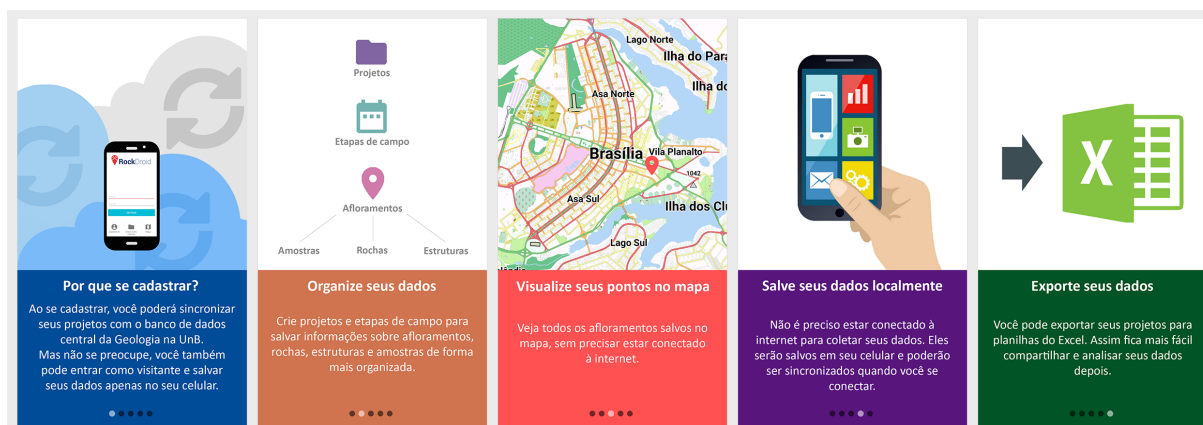 RockDroid
Por que se cadastrar?
Ao se cadastrar, você poderá sincronizar
seus projetos com o banco de dados
central da Geologia na UnB.
Mas não se preocupe, você também
pode entrar como visitante e salvar
seus dados apenas no seu celular.
Projetos
Etapas de campo
Afloramentos
Amostras
Rochas
Estruturas
Organize seus dados
Crie projetos e etapas de campo para
salvar informações sobre afloramentos,
rochas, estruturas e amostras de forma
mais organizada.
Lago Norte
Ilha do Para
Ilha do
Asa Norte
Brasília
Vila Planalto
1042
Asa Sul
Ilha dos Clu
Lago Sul
Visualize seus pontos no mapa
Veja todos os afloramentos salvos no
mapa, sem precisar estar conectado
à internet.
Salve seus dados localmente
Não é preciso estar conectado à
internet para coletar seus dados. Eles
serão salvos em seu celular e poderão
ser sincronizados quando você se
conectar.
X
Exporte seus dados
Você pode exportar seus projetos para
planilhas do Excel. Assim fica mais fácil
compartilhar e analisar seus dados
depois.